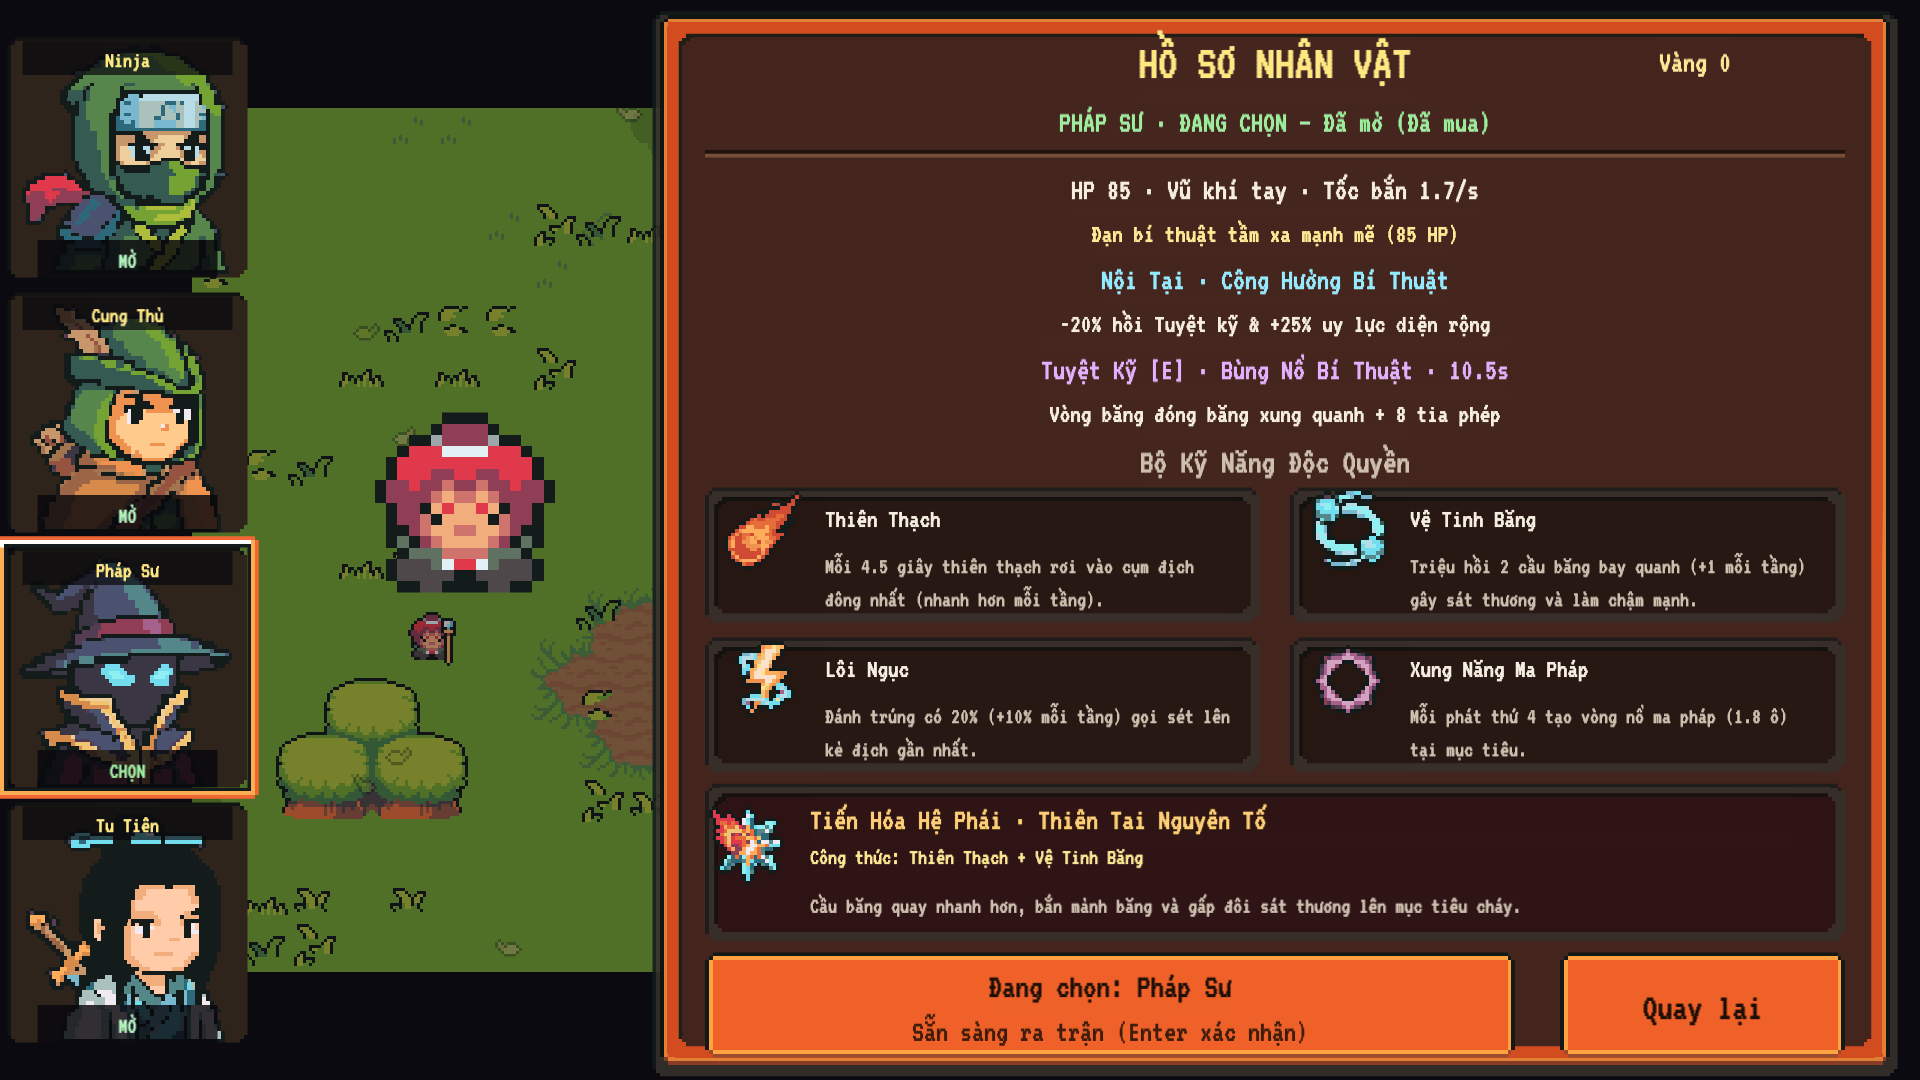 Ninja
MỞ
Cung Thủ
MỞ
Pháp Sư
CHỌN
Tu Tiên
MỞ
HỒ SƠ NHÂN VẬT
Vàng 0
PHÁP SƯ · ĐANG CHỌN - Đã mở (Đã mua)
HP 85 · Vũ khí tay · Tốc bắn 1.7/s
Đạn bí thuật tầm xa mạnh mẽ (85 HP)
Nội Tại · Cộng Hưởng Bí Thuật
-20% hồi Tuyệt kỹ & +25% uy lực diện rộng
Tuyệt Kỹ [E] · Bùng Nổ Bí Thuật · 10.5s
Vòng băng đóng băng xung quanh + 8 tia phép
Bộ Kỹ Năng Độc Quyền
Thiên Thạch
Mỗi 4.5 giây thiên thạch rơi vào cụm địch
đông nhất (nhanh hơn mỗi tầng).
Vệ Tinh Băng
Triệu hồi 2 cầu băng bay quanh (+1 mỗi tầng)
gây sát thương và làm chậm mạnh.
Lôi Ngục
Đánh trúng có 20% (+10% mỗi tầng) gọi sét lên
kẻ địch gần nhất.
Xung Năng Ma Pháp
Mỗi phát thứ 4 tạo vòng nổ ma pháp (1.8 ô)
tại mục tiêu.
Tiến Hóa Hệ Phái · Thiên Tai Nguyên Tố
Công thức: Thiên Thạch + Vệ Tinh Băng
Cầu băng quay nhanh hơn, bắn mảnh băng và gấp đôi sát thương lên mục tiêu cháy.
Đang chọn: Pháp Sư
Sẵn sàng ra trận (Enter xác nhận)
Quay lại